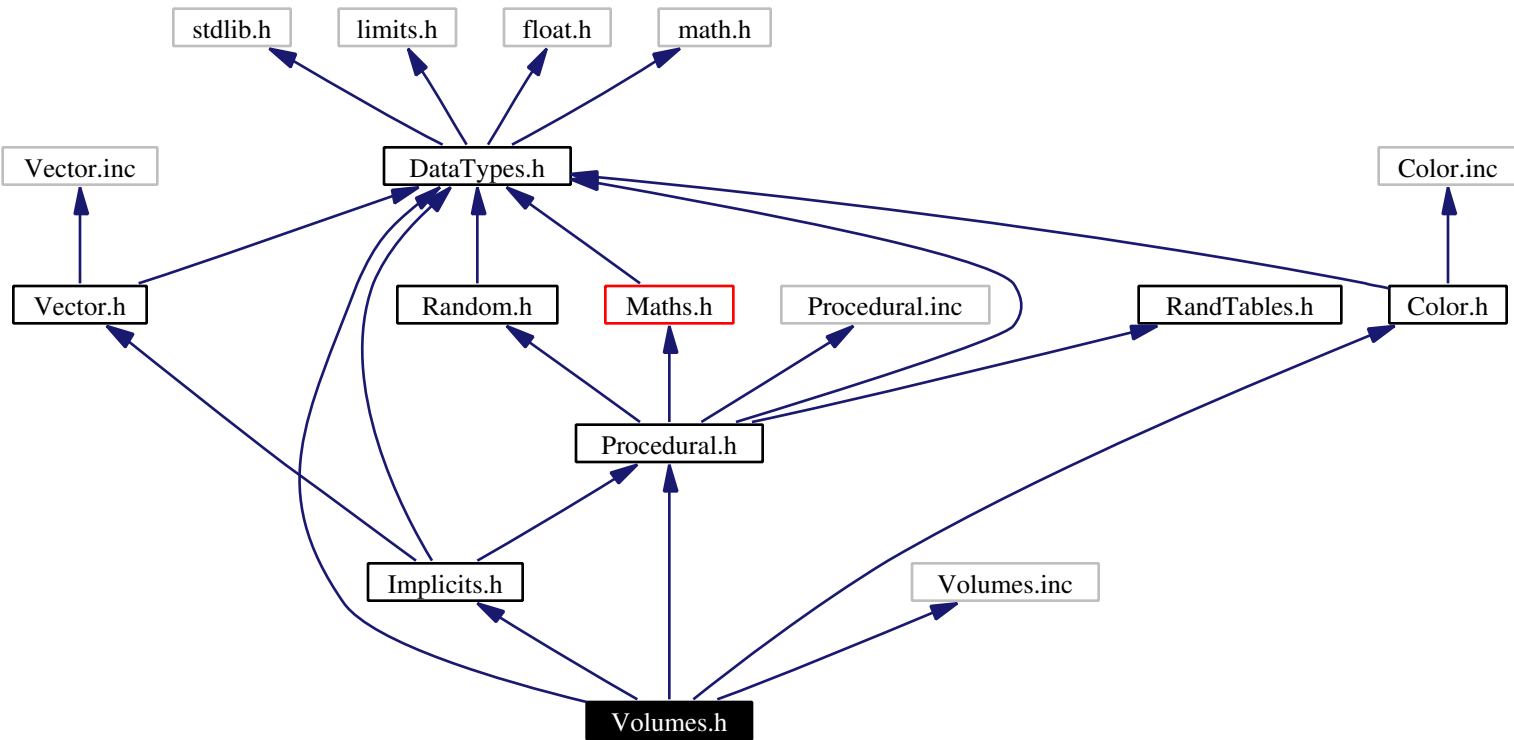 stdlib.h
limits.h
float.h
math.h
Vector.inc
DataTypes.h
Color.inc
Vector.h
Random.h
Maths.h
Procedural.inc
RandTables.h
Color.h
Procedural.h
Implicits.h
Volumes.inc
Volumes.h